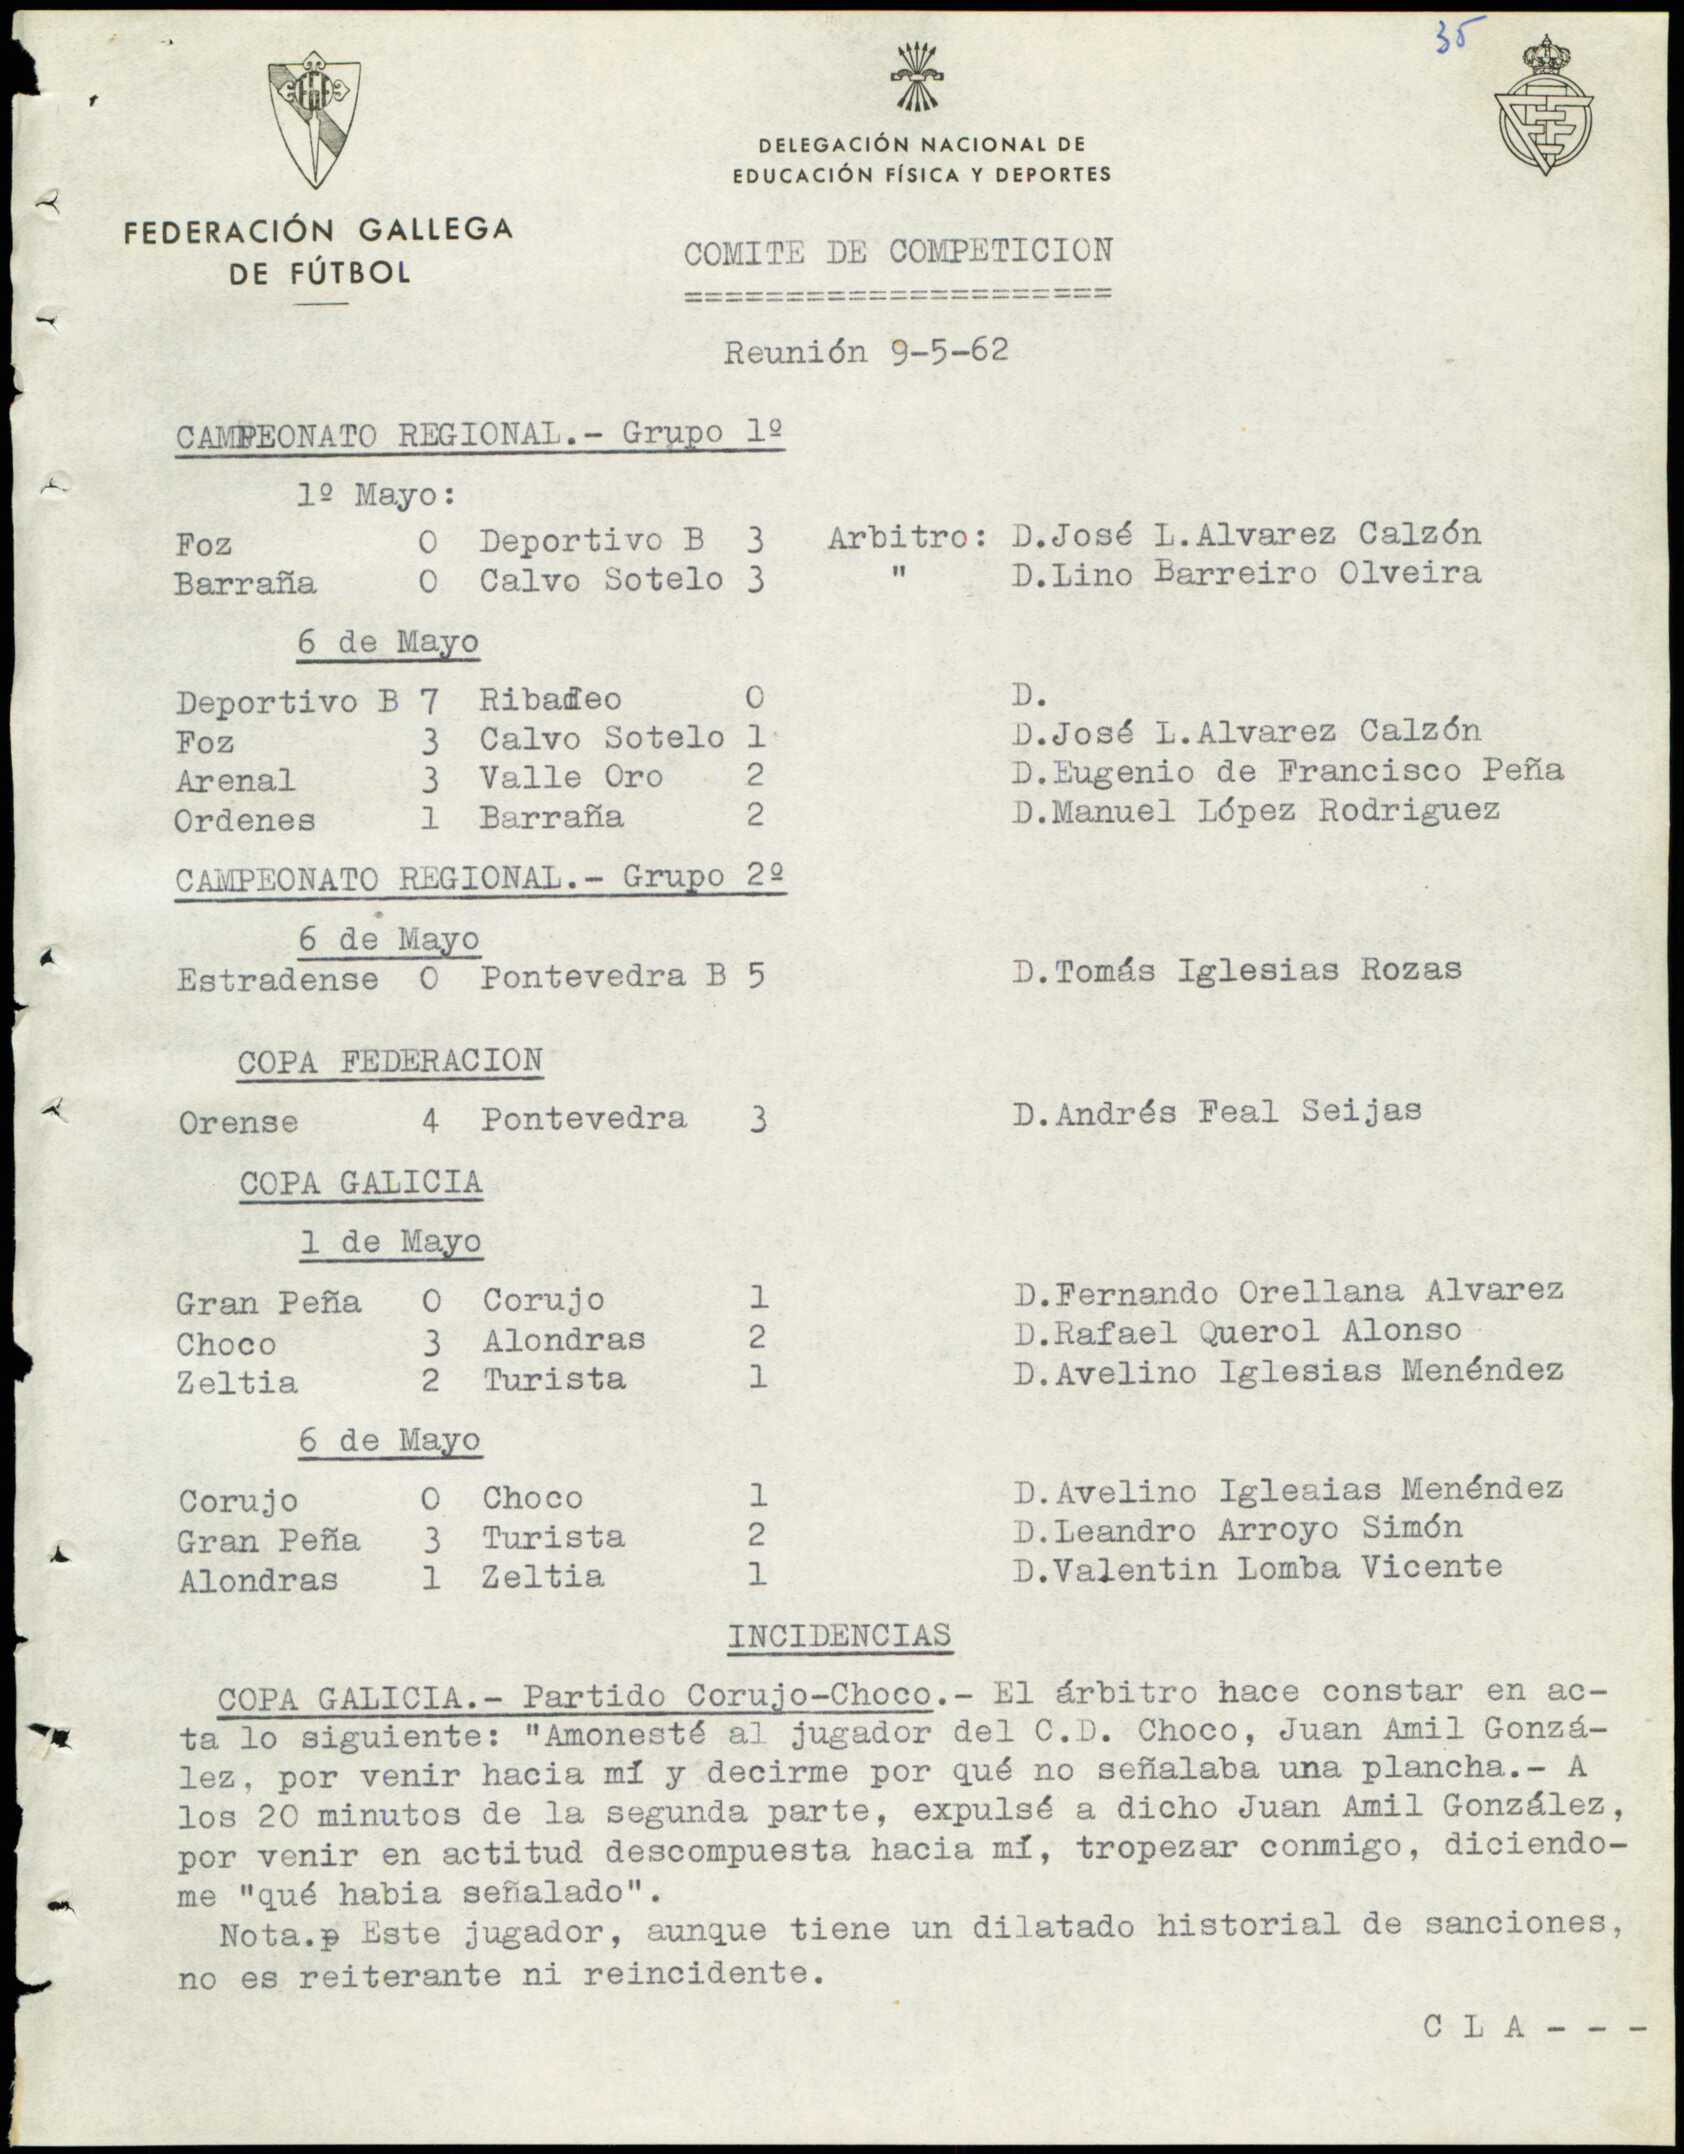 35
DELEGACIÓN NACIONAL DE
EDUCACIÓN FÍSICA Y DEPORTES
FEDERACIÓN GALLEGA
DE FÚTBOL
COMITE DE COMPETICION
=====================
Reunión 9-5-62
CAMPEONATO REGIONAL.- Grupo 1º
1º Mayo:
Foz 0 Deportivo B 3 Arbitro: D.José L.Alvarez Calzón
Barraña 0 Calvo Sotelo 3 " D.Lino Barreiro Olveira
6 de Mayo
Deportivo B 7 Ribadeo 0 D.
Foz 3 Calvo Sotelo 1 D.José L.Alvarez Calzón
Arenal 3 Valle Oro 2 D.Eugenio de Francisco Peña
Ordenes 1 Barraña 2 D.Manuel López Rodriguez
CAMPEONATO REGIONAL.- Grupo 2º
6 de Mayo
Estradense 0 Pontevedra B 5 D.Tomás Iglesias Rozas
COPA FEDERACION
Orense 4 Pontevedra 3 D.Andrés Feal Seijas
COPA GALICIA
1 de Mayo
Gran Peña 0 Corujo 1 D.Fernando Orellana Alvarez
Choco 3 Alondras 2 D.Rafael Querol Alonso
Zeltia 2 Turista 1 D.Avelino Iglesias Menéndez
6 de Mayo
Corujo 0 Choco 1 D.Avelino Igleaias Menéndez
Gran Peña 3 Turista 2 D.Leandro Arroyo Simón
Alondras 1 Zeltia 1 D.Valentin Lomba Vicente
INCIDENCIAS
COPA GALICIA.- Partido Corujo-Choco.- El árbitro hace constar en ac-
ta lo siguiente: "Amonesté al jugador del C.D. Choco, Juan Amil Gonzá-
lez, por venir hacia mí y decirme por qué no señalaba una plancha.- A
los 20 minutos de la segunda parte, expulsé a dicho Juan Amil González,
por venir en actitud descompuesta hacia mí, tropezar conmigo, diciendo-
me "qué habia señalado".
Nota.p Este jugador, aunque tiene un dilatado historial de sanciones,
no es reiterante ni reincidente.
C L A - - -